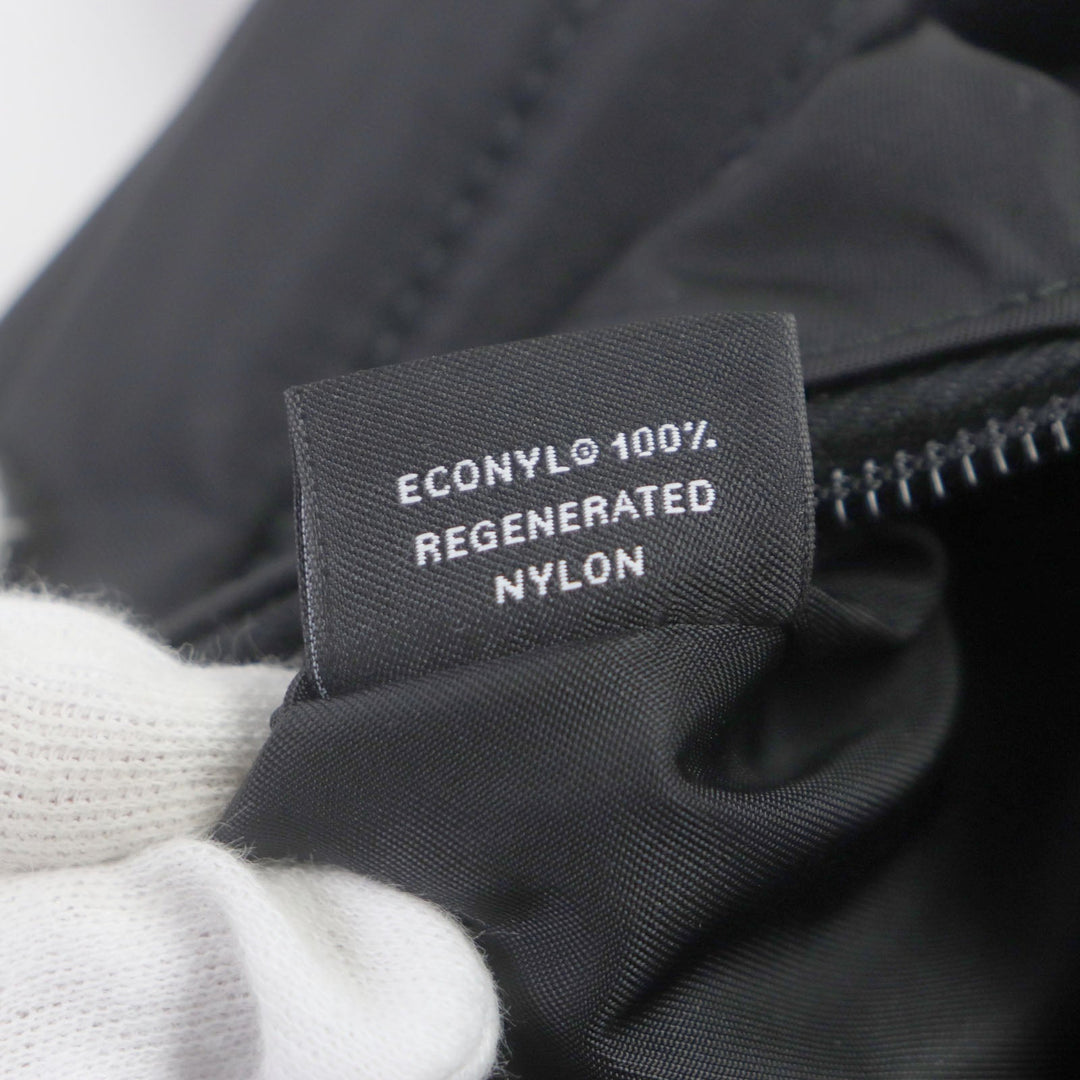 ECONYL® 100%
REGENERATED
NYLON